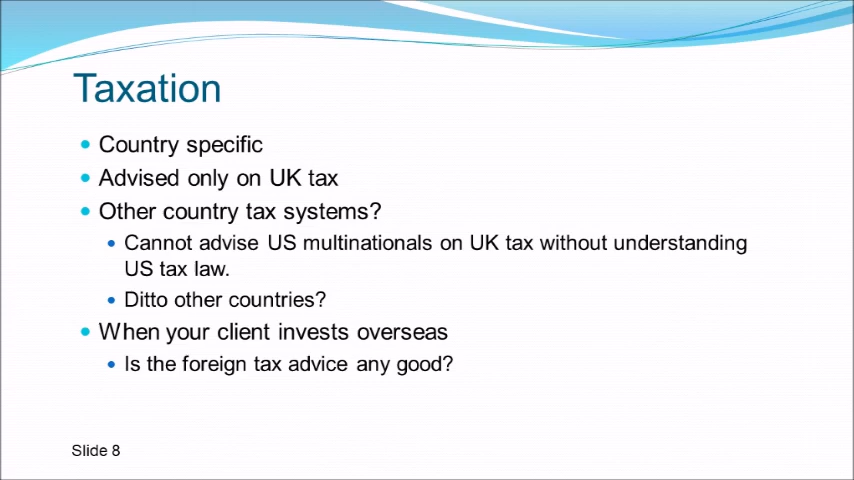 Taxation
• Country specific
• Advised only on UK tax
• Other country tax systems?
• Cannot advise US multinationals on UK tax without understanding
US tax law.
• Ditto other countries?
• When your client invests overseas
• Is the foreign tax advice any good?
Slide 8